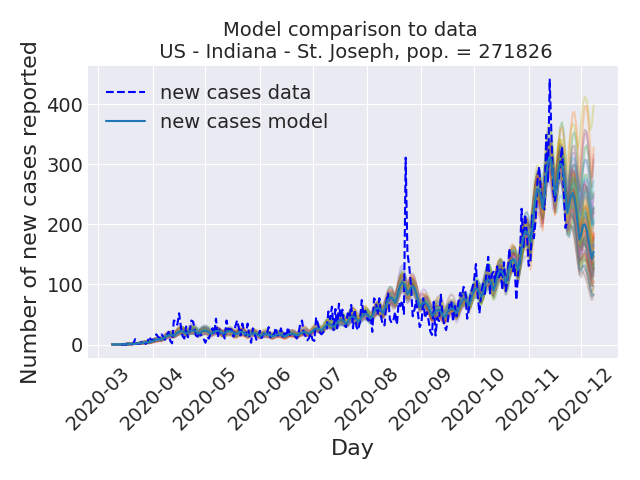 Model comparison to data
US - Indiana - St. Joseph, pop. = 271826
new cases data
new cases model
Number of new cases reported
400
300
200
100
0
2020-03
2020-04
2020-05
2020-06
2020-07
2020-08
2020-09
2020-10
2020-11
2020-12
Day